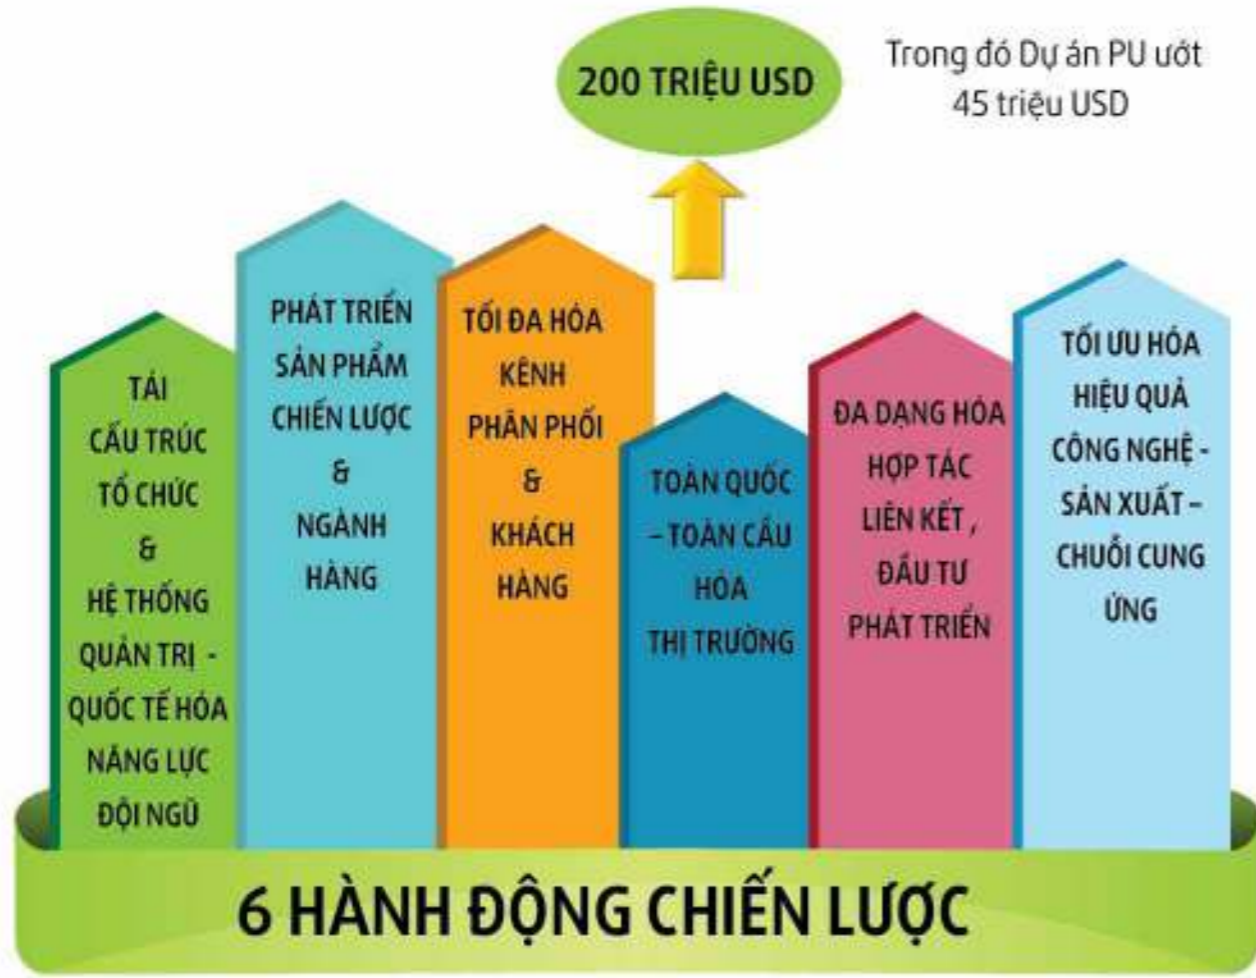 200 TRIỆU USD
Trong đó Dự án PU ướt
45 triệu USD
TÁI
CẤU TRÚC
TỔ CHỨC
&
HỆ THỐNG
QUẢN TRỊ -
QUỐC TẾ HÓA
NĂNG LỰC
ĐỘI NGŨ
PHÁT TRIỂN
SẢN PHẨM
CHIẾN LƯỢC
&
NGÀNH
HÀNG
TỐI ĐA HÓA
KÊNH
PHÂN PHỐI
&
KHÁCH
HÀNG
TOÀN QUỐC
– TOÀN CẦU
HÓA
THỊ TRƯỜNG
ĐA DẠNG HÓA
HỢP TÁC
LIÊN KẾT ,
ĐẦU TƯ
PHÁT TRIỂN
TỐI ƯU HÓA
HIỆU QUẢ
CÔNG NGHỆ -
SẢN XUẤT –
CHUỖI CUNG
ỨNG
6 HÀNH ĐỘNG CHIẾN LƯỢC